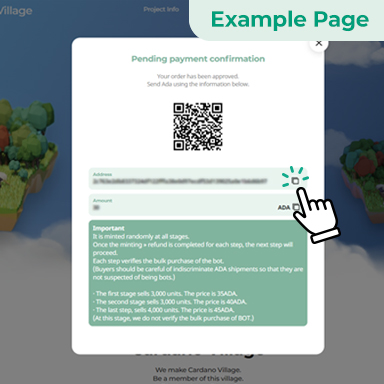 Village
Project Info
Example Page
Pending payment confirmation
Your order has been approved.
Send Ada using the information below.
Address
Amount
ADA
Important
It is minted randomly at all stages.
Once the minting + refund is completed for each step, the next step will
proceed.
Each step verifies the bulk purchase of the bot.
(Buyers should be careful of indiscriminate ADA shipments so that they are
not suspected of being bots.)
· The first stage sells 3,000 units. The price is 35ADA.
· The second stage sells 3,000 units. The price is 40ADA.
· The last step, sells 4,000 units. The price is 45ADA.
(At this stage, we do not verify the bulk purchase of BOT.)
We make Cardano Village.
Be a member of this village.